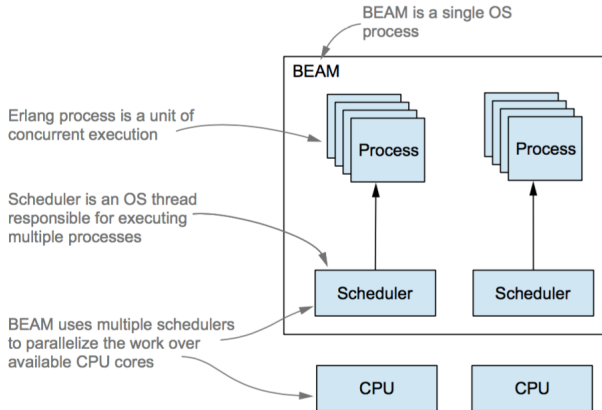 BEAM is a single OS
process
BEAM
Erlang process is a unit of
concurrent execution
Process
Process
Scheduler is an OS thread
responsible for executing
multiple processes
Scheduler
Scheduler
BEAM uses multiple schedulers
to parallelize the work over
available CPU cores
CPU
CPU